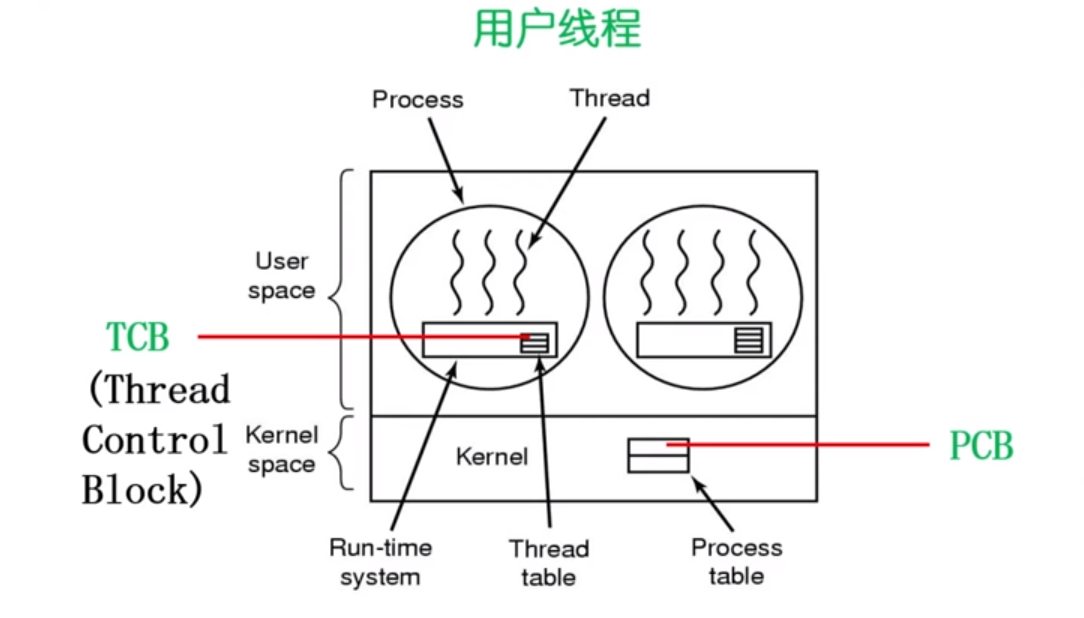 用户线程
Process
Thread
User
space
TCB
(Thread
Control
Block)
Kernel
space
Kernel
PCB
Run-time
system
Thread
table
Process
table